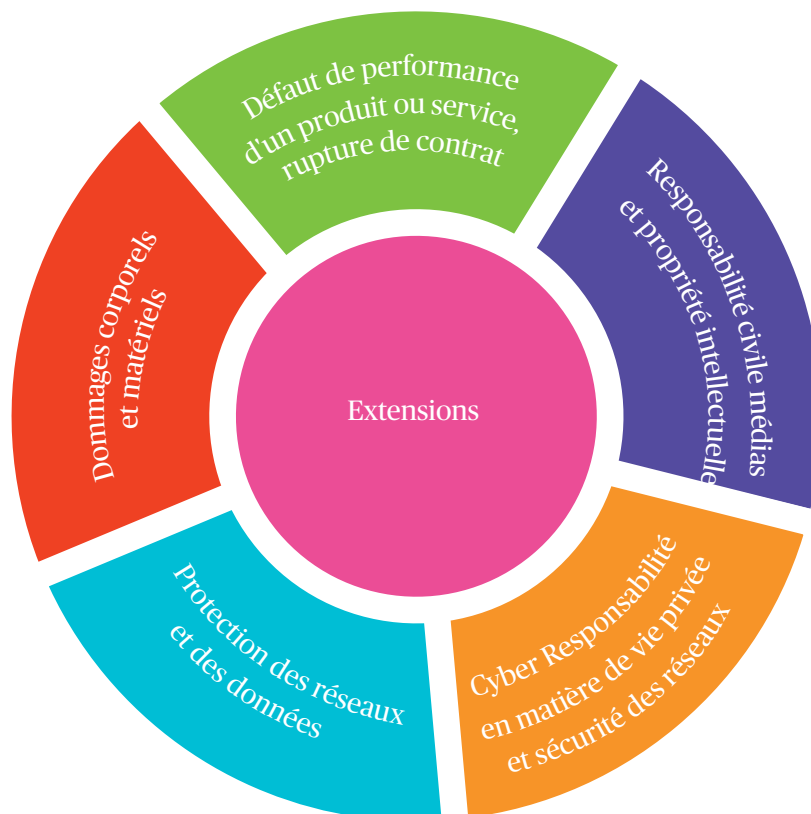 Défaut de performance
d'un produit ou service,
rupture de contrat
Responsabilité civile médias
et propriété intellectuelle
Cyber Responsabilité
en matière de vie privée
et sécurité des réseaux
Protection des réseaux
et des données
Dommages corporels
et matériels
Extensions